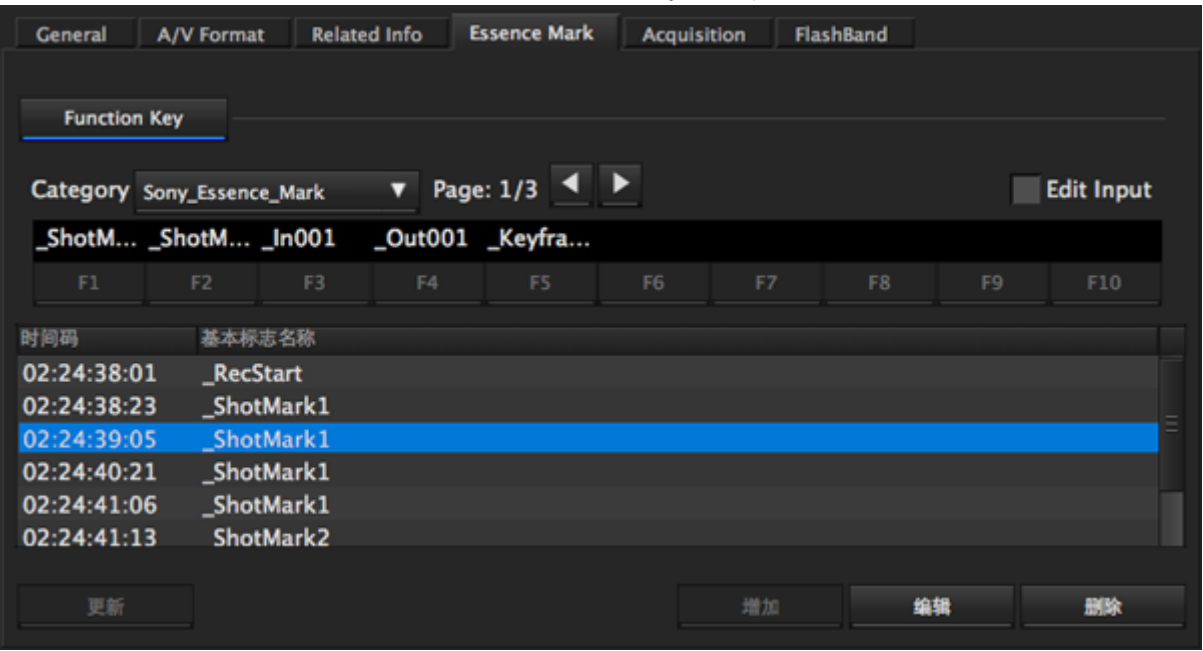 General A/V Format Related Info Essence Mark Acquisition FlashBand
Function Key
Category Sony_Essence_Mark Page: 1/3 Edit Input
_ShotM... _ShotM... _In001 _Out001 _Keyfra...
F1 F2 F3 F4 F5 F6 F7 F8 F9 F10
时间码 基本标志名称
02:24:38:01 _RecStart
02:24:38:23 _ShotMark1
02:24:39:05 _ShotMark1
02:24:40:21 _ShotMark1
02:24:41:06 _ShotMark1
02:24:41:13 ShotMark2
更新 增加 编辑 删除